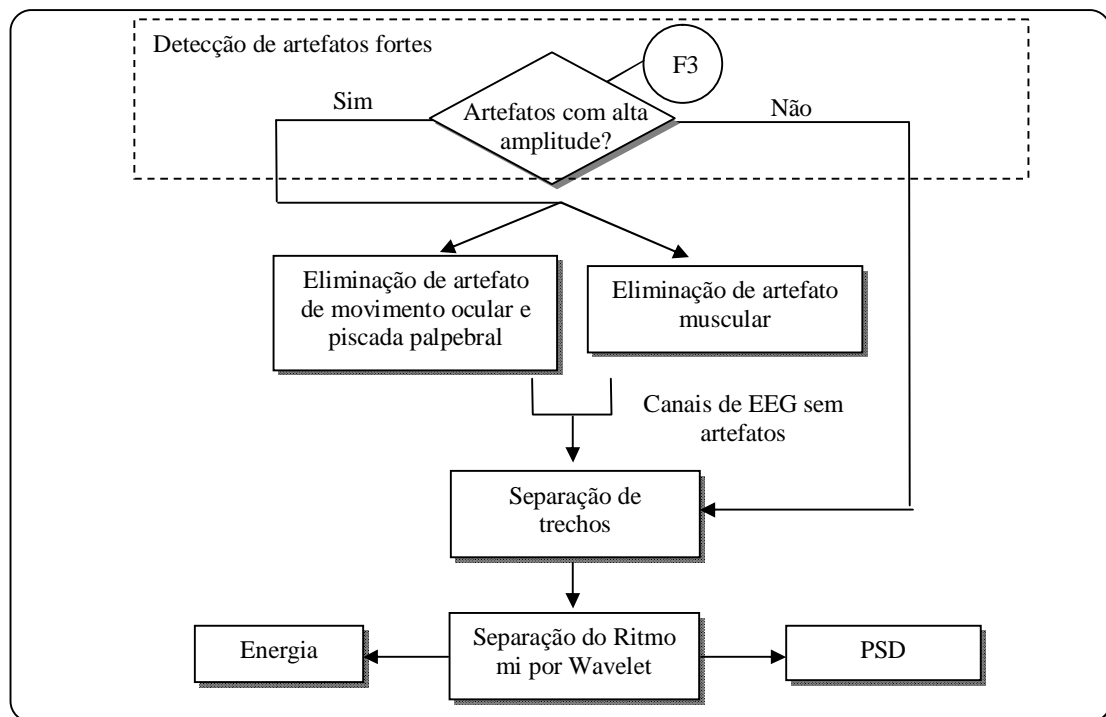 Detecção de artefatos fortes
F3
Sim
Artefatos com alta
amplitude?
Não
Eliminação de artefato
de movimento ocular e
piscada palpebral
Eliminação de artefato
muscular
Canais de EEG sem
artefatos
Separação de
trechos
Energia
Separação do Ritmo
mi por Wavelet
PSD